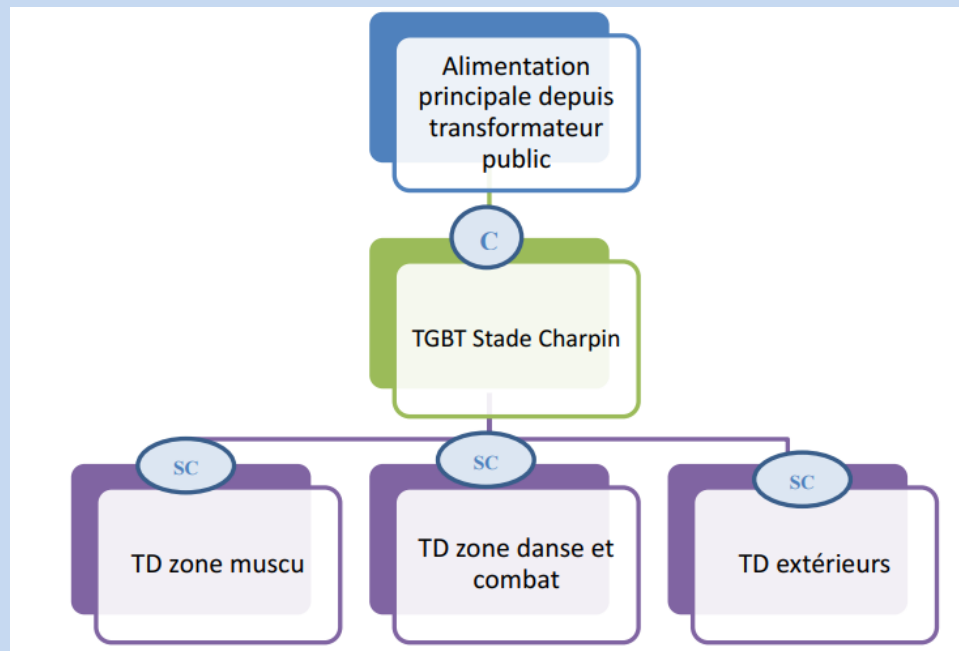 Alimentation
principale depuis
transformateur
public
C
TGBT Stade Charpin
SC
SC
SC
TD zone muscu
TD zone danse et
combat
TD extérieurs